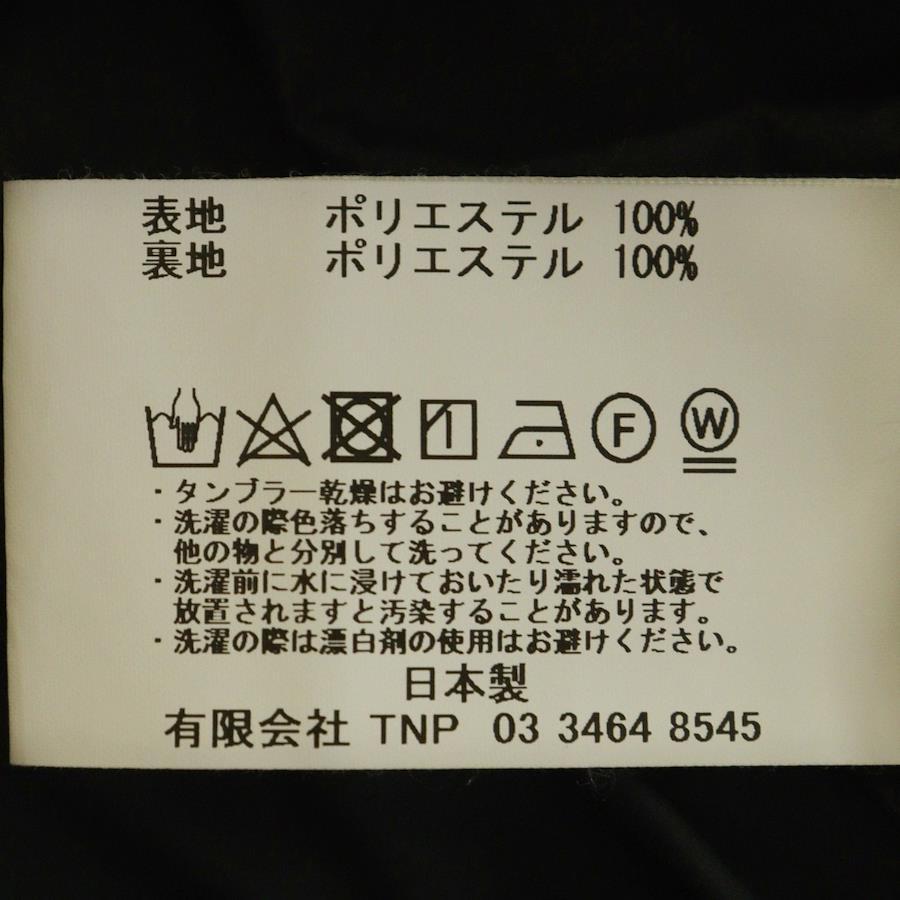 表地 ポリエステル 100%
裏地 ポリエステル 100%
F W
・タンブラー乾燥はお避けください。
・洗濯の際色落ちすることがありますので、
他の物と分別して洗ってください。
・洗濯前に水に浸けておいたり濡れた状態で
放置されますと汚染することがあります。
・洗濯の際は漂白剤の使用はお避けください。
日本製
有限会社 TNP 03 3464 8545